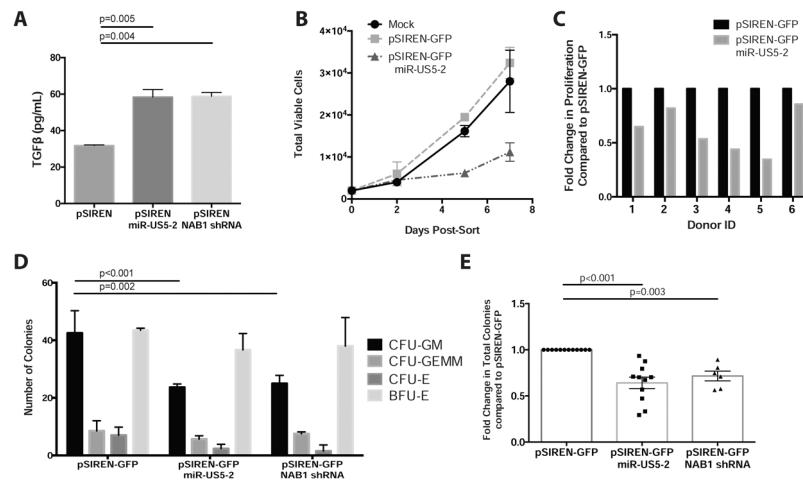 A
p=0.005
p=0.004
TGFβ (pg/mL)
80
60
40
20
0
pSIREN
pSIREN
miR-US5-2
pSIREN
NAB1 shRNA
B
Mock
pSIREN-GFP
pSIREN-GFP
miR-US5-2
Total Viable Cells
4×10⁴
3×10⁴
2×10⁴
1×10⁴
0
0
2
4
6
8
Days Post-Sort
C
pSIREN-GFP
pSIREN-GFP
miR-US5-2
Fold Change in Proliferation
Compared to pSIREN-GFP
1.5
1.0
0.5
0.0
1 2 3 4 5 6
Donor ID
D
p<0.001
p=0.002
Number of Colonies
60
40
20
0
CFU-GM
CFU-GEMM
CFU-E
BFU-E
pSIREN-GFP
pSIREN-GFP
miR-US5-2
pSIREN-GFP
NAB1 shRNA
E
p<0.001
p=0.003
Fold Change in Total Colonies
compared to pSIREN-GFP
1.5
1.0
0.5
0.0
pSIREN-GFP
pSIREN-GFP
miR-US5-2
pSIREN-GFP
NAB1 shRNA